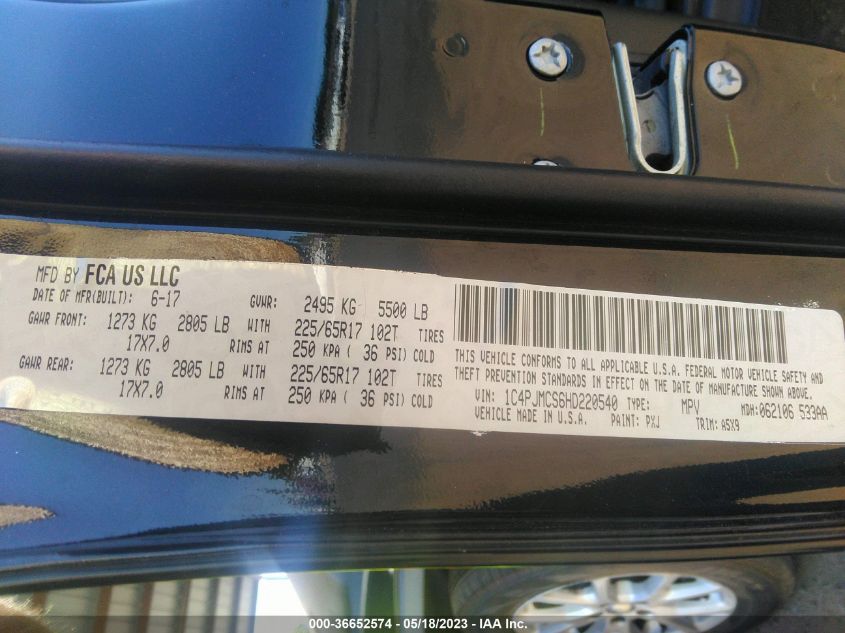 MFD BY FCA US LLC
DATE OF MFR(BUILT): 6-17 GVWR: 2495 KG 5500 LB
GAWR FRONT: 1273 KG 2805 LB WITH 225/65R17 102T TIRES
17X7.0 RIMS AT 250 KPA ( 36 PSI) COLD
GAWR REAR: 1273 KG 2805 LB WITH 225/65R17 102T TIRES
17X7.0 RIMS AT 250 KPA ( 36 PSI) COLD
THIS VEHICLE CONFORMS TO ALL APPLICABLE U.S.A. FEDERAL MOTOR VEHICLE SAFETY AND
THEFT PREVENTION STANDARDS IN EFFECT ON THE DATE OF MANUFACTURE SHOWN ABOVE.
VIN: 1C4PJMCS6HD220540 TYPE: MPV MDH: 062106 533AA
VEHICLE MADE IN U.S.A. PAINT: PXJ TRIM: A5X9
000-36652574 / 05/18/2023 - IAA Inc.